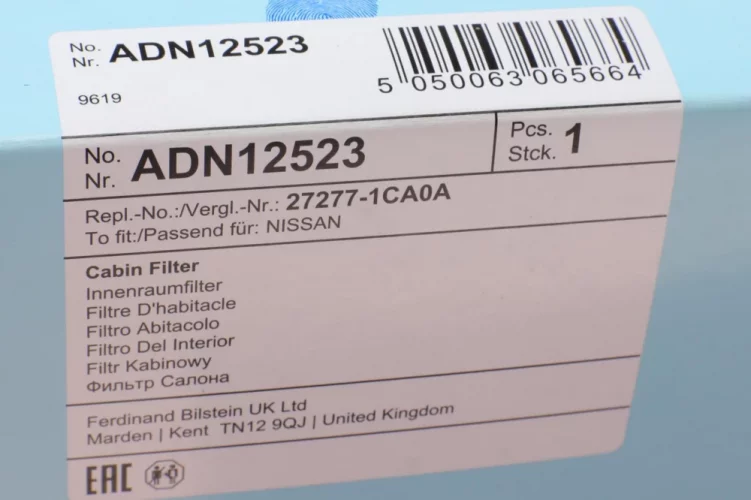 No.
Nr. ADN12523
9619
5 050063 065664
No.
Nr. ADN12523
Pcs.
Stck. 1
Repl.-No.:/Vergl.-Nr.: 27277-1CA0A
To fit:/Passend für: NISSAN
Cabin Filter
Innenraumfilter
Filtre D'habitacle
Filtro Abitacolo
Filtro Del Interior
Filtr Kabinowy
Фильтр Салона
Ferdinand Bilstein UK Ltd
Marden | Kent TN12 9QJ | United Kingdom
EAC